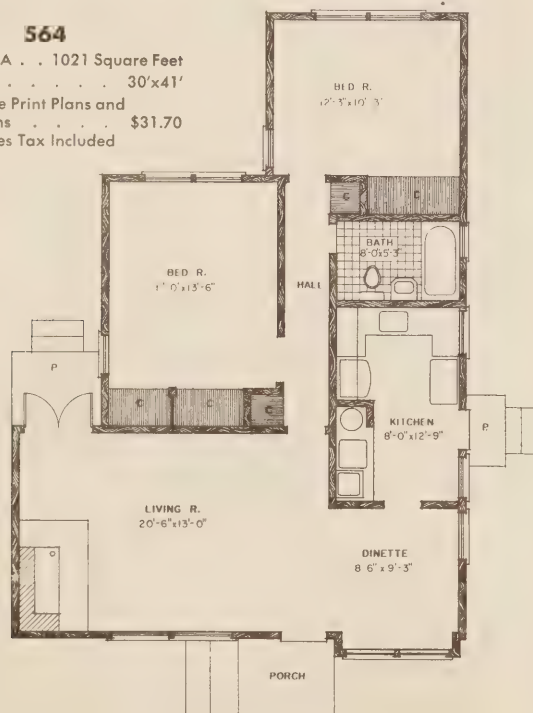 564
A . . 1021 Square Feet
. . . . . 30'x41'
e Print Plans and
ns . . . . $31.70
es Tax Included
BED R.
12'-3"x10'-3"
BED R.
11'-0"x13'-6"
HALL
BATH
8'-0"x5'-3"
C
C
C
C
C
P
KITCHEN
8'-0"x12'-9"
P.
LIVING R.
20'-6"x13'-0"
DINETTE
8'6" x 9'-3"
PORCH